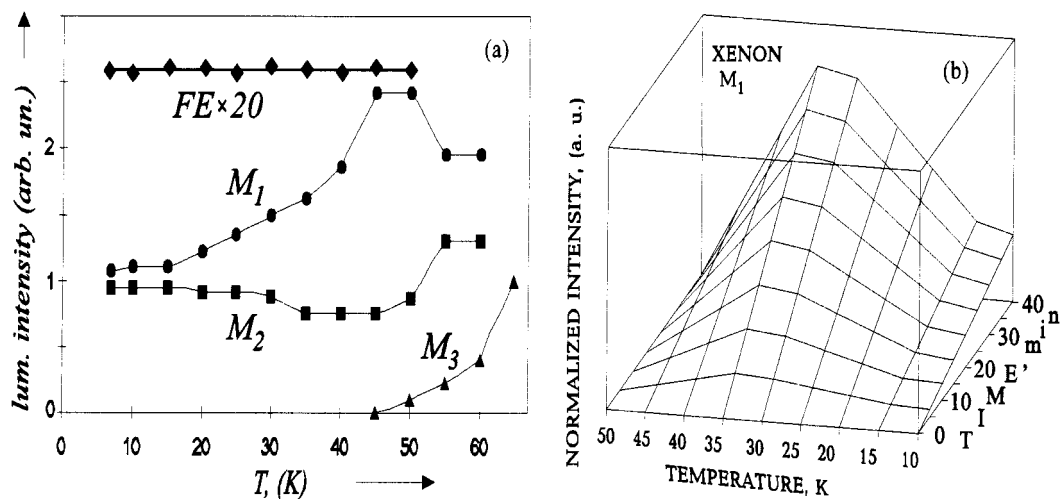 (a)
FE×20
M1
M2
M3
2
1
0
0 10 20 30 40 50 60
lum. intensity (arb. un.)
T, (K)
(b)
XENON
M1
NORMALIZED INTENSITY, (a. u.)
50 45 40 35 30 25 20 15 10
TEMPERATURE, K
0 10 20 30 40
TIME, min